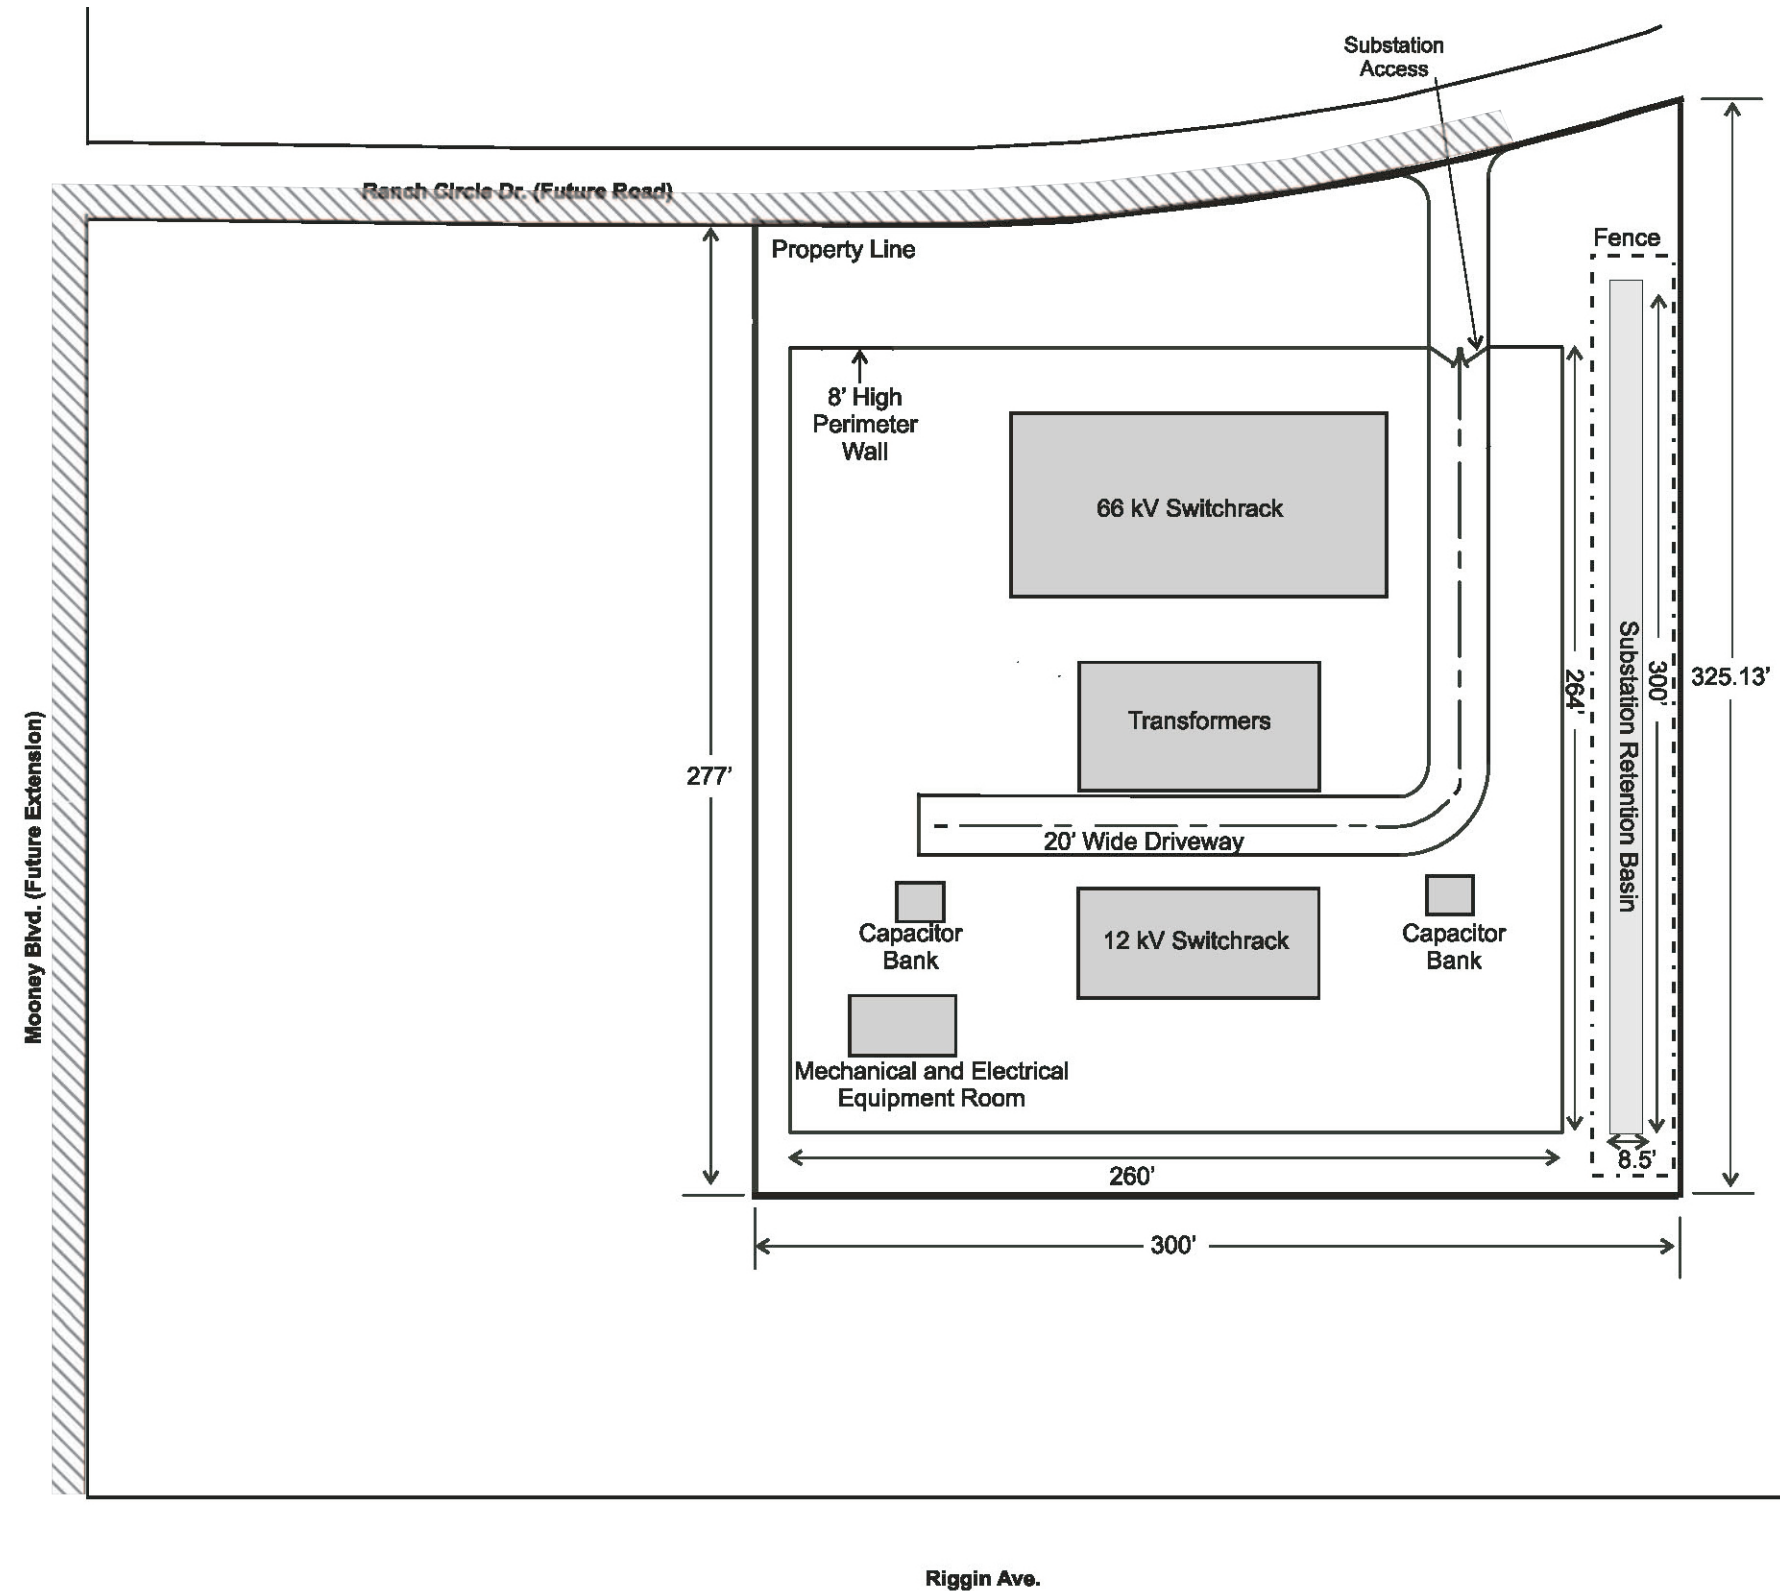 Substation
Access
Ranch Circle Dr. (Future Road)
Property Line
Fence
8’ High
Perimeter
Wall
66 kV Switchrack
Transformers
20’ Wide Driveway
Capacitor
Bank
12 kV Switchrack
Capacitor
Bank
Mechanical and Electrical
Equipment Room
277’
264’
Substation Retention Basin
300’
325.13’
8.5’
260’
300’
Mooney Blvd. (Future Extension)
Riggin Ave.